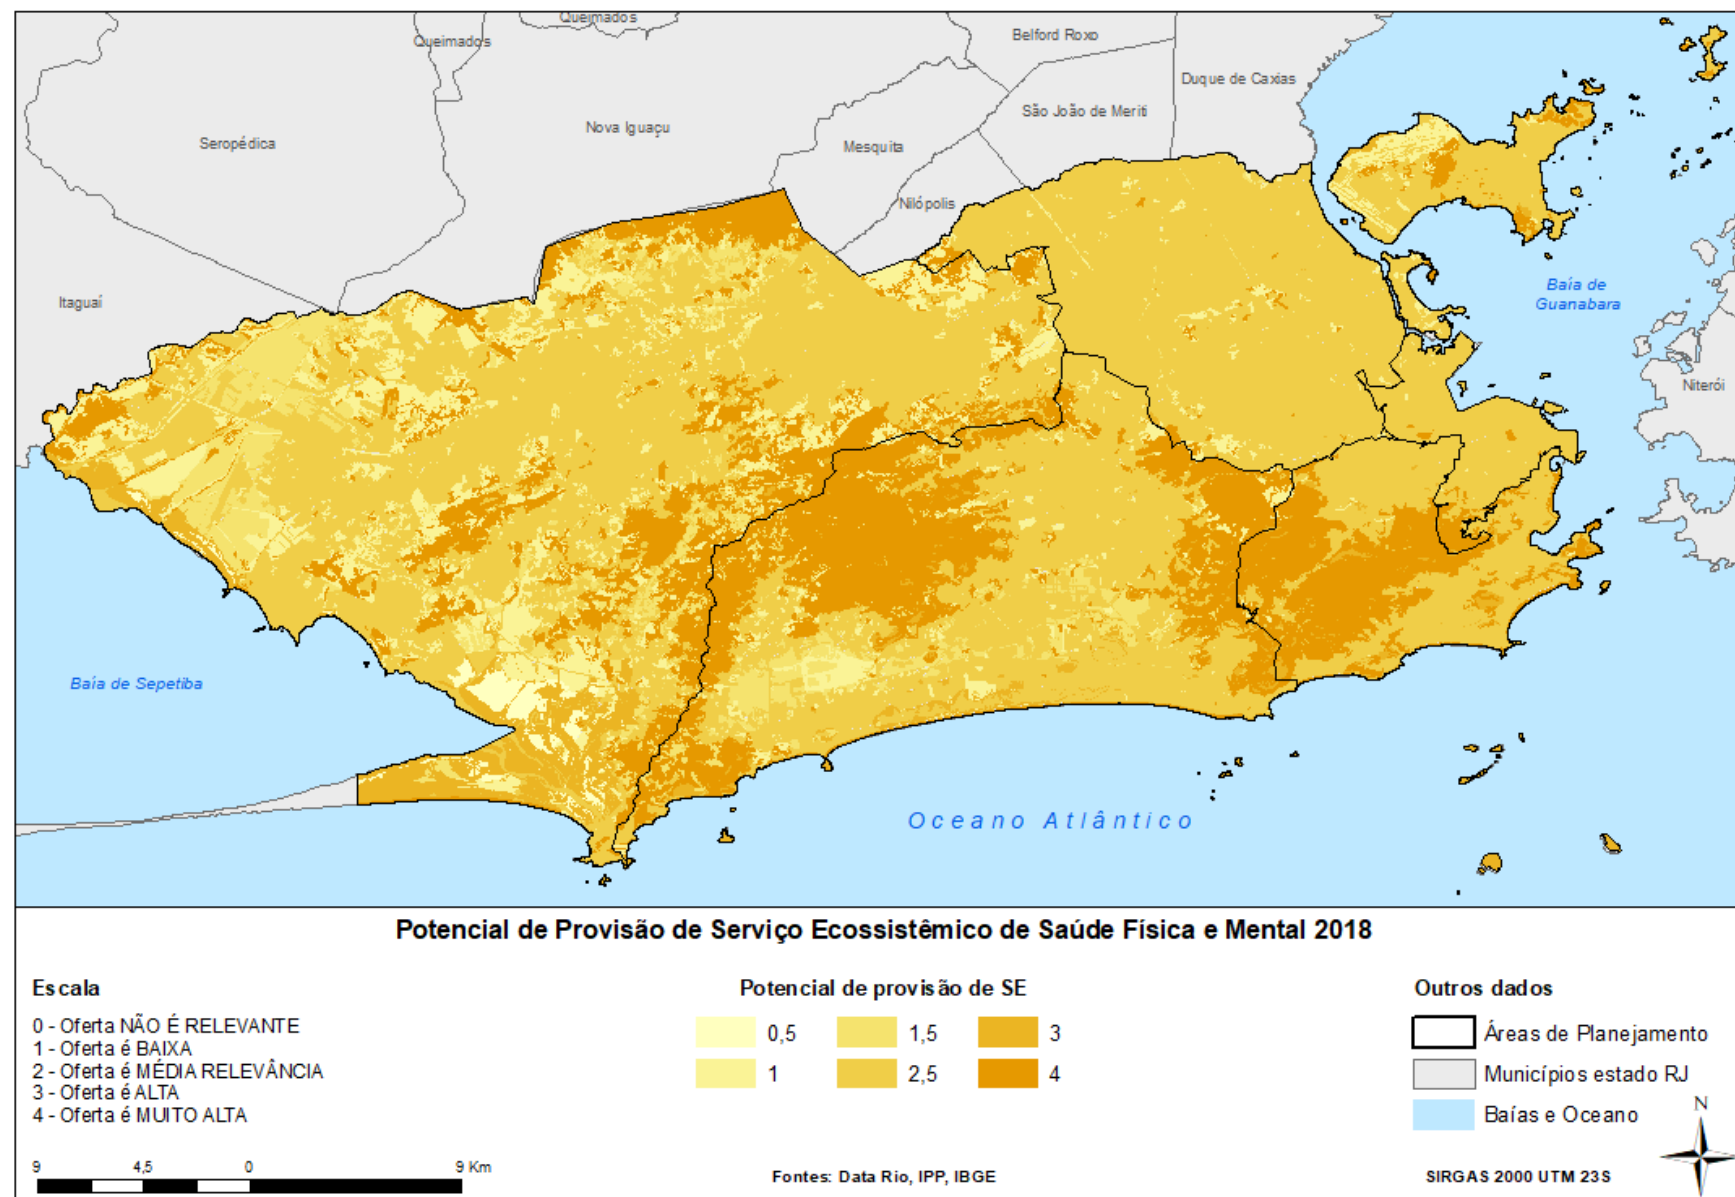 Queimados
Queimados
Belford Roxo
Duque de Caxias
São João de Meriti
Nova Iguaçu
Seropédica
Mesquita
Nilópolis
Itaguaí
Baía de
Guanabara
Niterói
Baía de Sepetiba
Oceano Atlântico
Potencial de Provisão de Serviço Ecossistêmico de Saúde Física e Mental 2018
Escala
0 - Oferta NÃO É RELEVANTE
1 - Oferta é BAIXA
2 - Oferta é MÉDIA RELEVÂNCIA
3 - Oferta é ALTA
4 - Oferta é MUITO ALTA
Potencial de provisão de SE
0,5 1,5 3
1 2,5 4
Outros dados
Áreas de Planejamento
Municípios estado RJ
Baías e Oceano
N
9 4,5 0 9 Km
Fontes: Data Rio, IPP, IBGE
SIRGAS 2000 UTM 23S